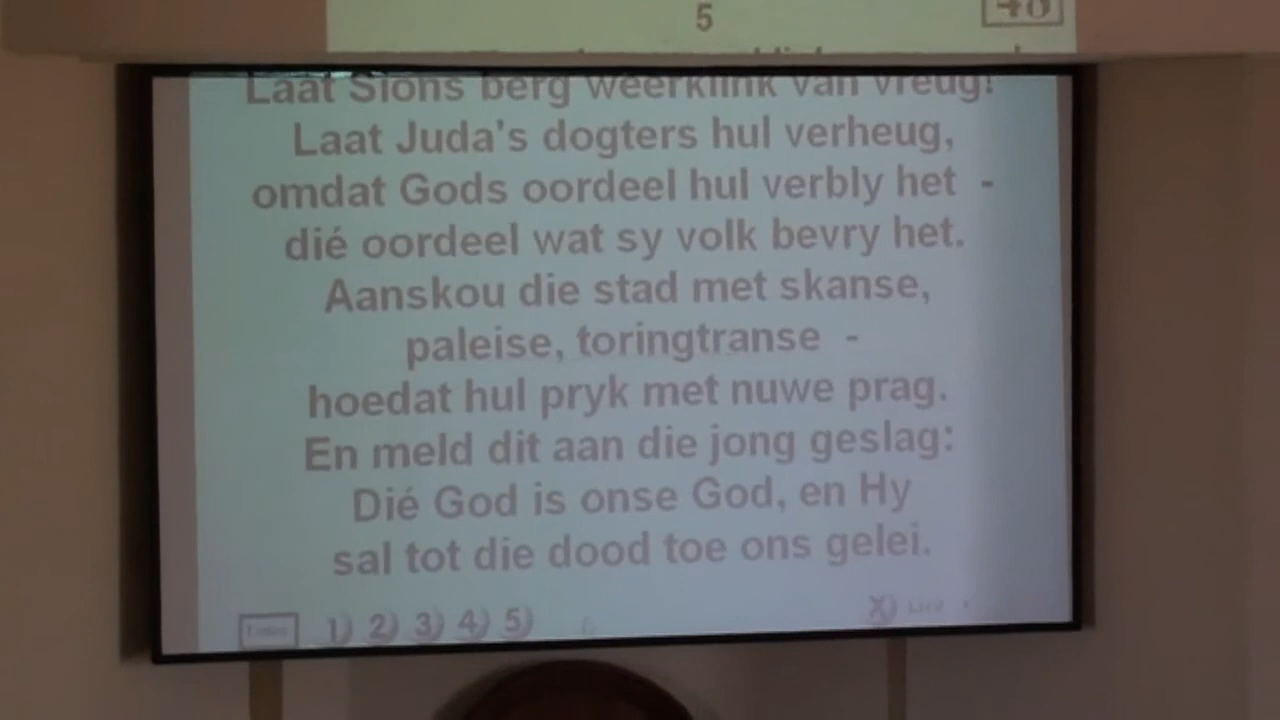 5
48
Laat Sions berg weerklink van vreug!
Laat Juda's dogters hul verheug,
omdat Gods oordeel hul verbly het -
dié oordeel wat sy volk bevry het.
Aanskou die stad met skanse,
paleise, toringtranse -
hoedat hul pryk met nuwe prag.
En meld dit aan die jong geslag:
Dié God is onse God, en Hy
sal tot die dood toe ons gelei.
1) 2) 3) 4) 5)
X)